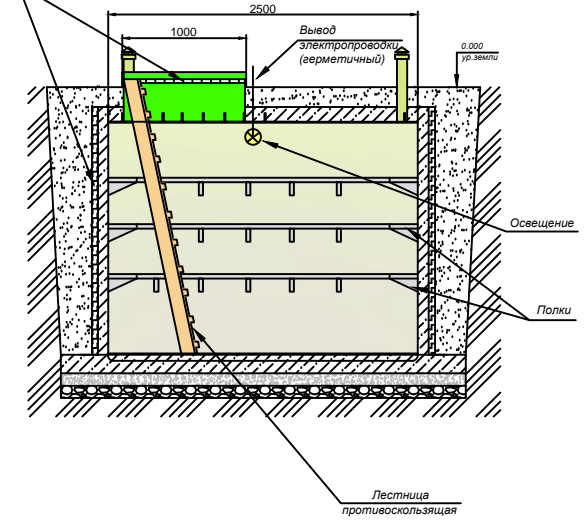 2500
1000
Вывод
электропроводки
(герметичный)
0.000
ур.земли
Освещение
Полки
Лестница
противоскользящая